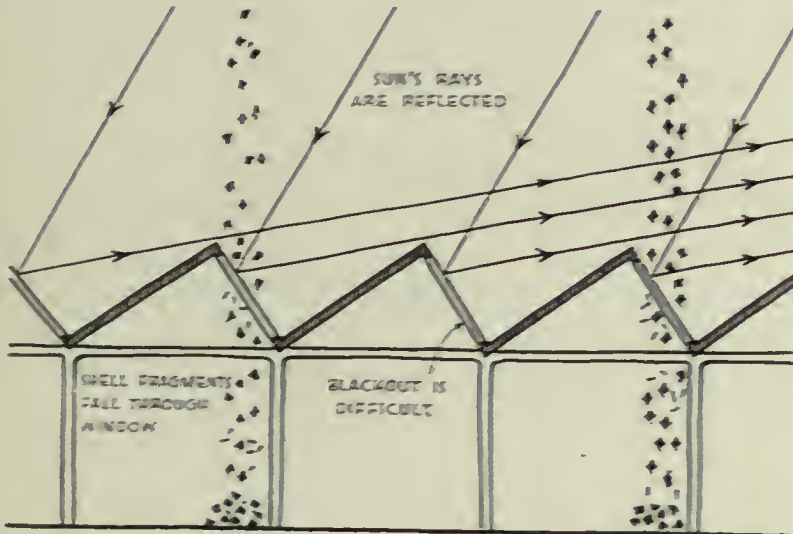 SUN'S RAYS
ARE REFLECTED
SHELL FRAGMENTS
FALL THROUGH
WINDOW
BLACKOUT IS
DIFFICULT